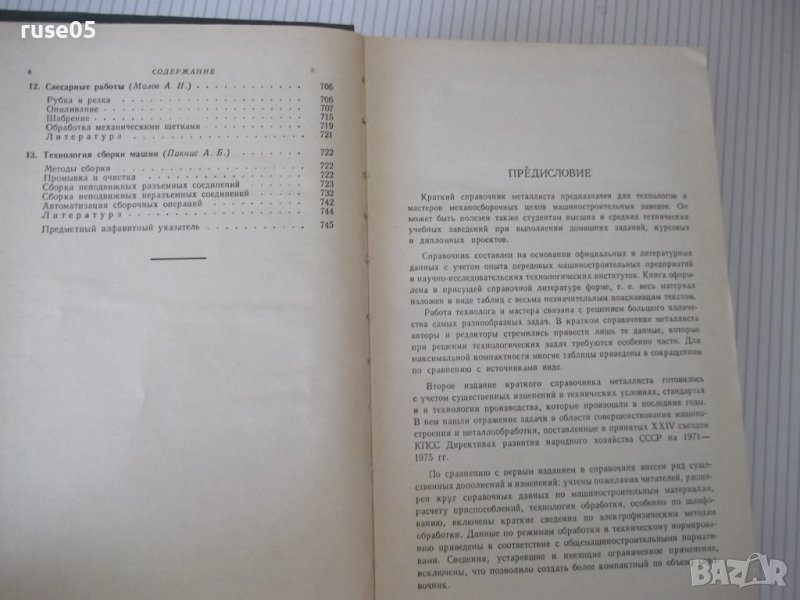 ruse05
6 СОДЕРЖАНИЕ
12. Слесарные работы (Малов А. Н.) . . . . . . . . . . . 706
Рубка и резка . . . . . . . . . . . . . . . . . . . 706
Опиливание . . . . . . . . . . . . . . . . . . . . 707
Шабрение . . . . . . . . . . . . . . . . . . . . . 715
Обработка механическими щетками . . . . . . . . . . . 719
Литература . . . . . . . . . . . . . . . . . . . . 721
13. Технология сборки машин (Пакнис А. Б.) . . . . . . . 722
Методы сборки . . . . . . . . . . . . . . . . . . . 722
Промывка и очистка . . . . . . . . . . . . . . . . . 722
Сборка неподвижных разъемных соединений . . . . . . . 723
Сборка неподвижных неразъемных соединений . . . . . . 732
Автоматизация сборочных операций . . . . . . . . . . 742
Литература . . . . . . . . . . . . . . . . . . . . 744
Предметный алфавитный указатель . . . . . . . . . . . 745
ПРЕДИСЛОВИЕ
Краткий справочник металлиста предназначен для технологов и
мастеров механосборочных цехов машиностроительных заводов. Он
может быть полезен также студентам высших и средних технических
учебных заведений при выполнении домашних заданий, курсовых
и дипломных проектов.
Справочник составлен на основании официальных и литературных
данных с учетом опыта передовых машиностроительных предприятий
и научно-исследовательских технологических институтов. Книга оформ-
лена в присущей справочной литературе форме, т. е. весь материал
изложен в виде таблиц с весьма незначительным поясняющим текстом.
Работа технолога и мастера связана с решением большого количе-
ства самых разнообразных задач. В кратком справочнике металлиста
авторы и редакторы стремились привести лишь те данные, которые
при решении технологических задач требуются особенно часто. Для
максимальной компактности многие таблицы приведены в сокращенном
по сравнению с источниками виде.
Второе издание краткого справочника металлиста готовилось
с учетом существенных изменений в технических условиях, стандартах
и в технологии производства, которые произошли в последние годы.
В нем нашли отражение задачи в области совершенствования машино-
строения и металлообработки, поставленные в принятых XXIV съездом
КПСС Директивах развития народного хозяйства СССР на 1971—
1975 гг.
По сравнению с первым изданием в справочник внесен ряд суще-
ственных дополнений и изменений: учтены пожелания читателей, расши-
рен круг справочных данных по машиностроительным материалам,
расчету приспособлений, технологии обработки, особенно по шлифо-
ванию, включены краткие сведения по электрофизическим методам
обработки. Данные по режимам обработки и техническому нормирова-
нию приведены в соответствие с общемашиностроительными нормати-
вами. Сведения, устаревшие и имеющие ограниченное применение,
исключены, что позволило создать более компактный по объему спра-
вочник.
BAZAR